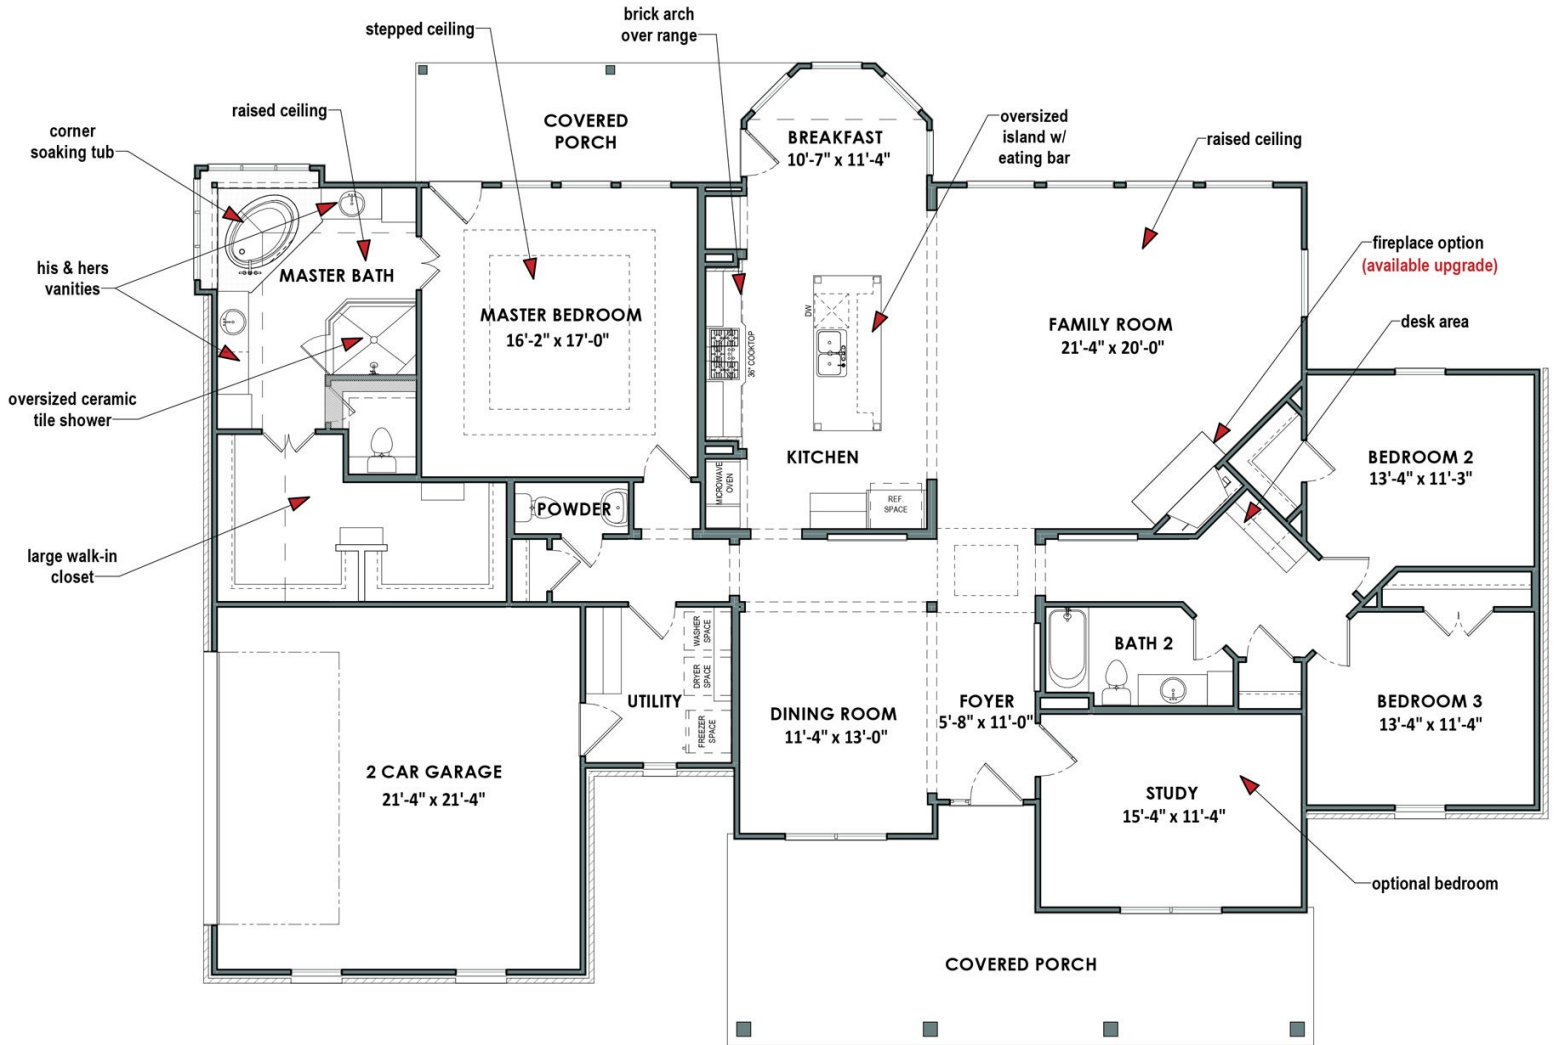 brick arch
over range
stepped ceiling
raised ceiling
corner
soaking tub
COVERED
PORCH
BREAKFAST
10'-7" x 11'-4"
oversized
island w/
eating bar
raised ceiling
fireplace option
(available upgrade)
his & hers
vanities
MASTER BATH
MASTER BEDROOM
16'-2" x 17'-0"
DW
36" COOKTOP
FAMILY ROOM
21'-4" x 20'-0"
desk area
oversized ceramic
tile shower
KITCHEN
MICROWAVE
OVEN
REF.
SPACE
BEDROOM 2
13'-4" x 11'-3"
POWDER
large walk-in
closet
WASHER
SPACE
DRYER
SPACE
FREEZER
SPACE
UTILITY
BATH 2
DINING ROOM
11'-4" x 13'-0"
FOYER
5'-8" x 11'-0"
BEDROOM 3
13'-4" x 11'-4"
2 CAR GARAGE
21'-4" x 21'-4"
STUDY
15'-4" x 11'-4"
optional bedroom
COVERED PORCH